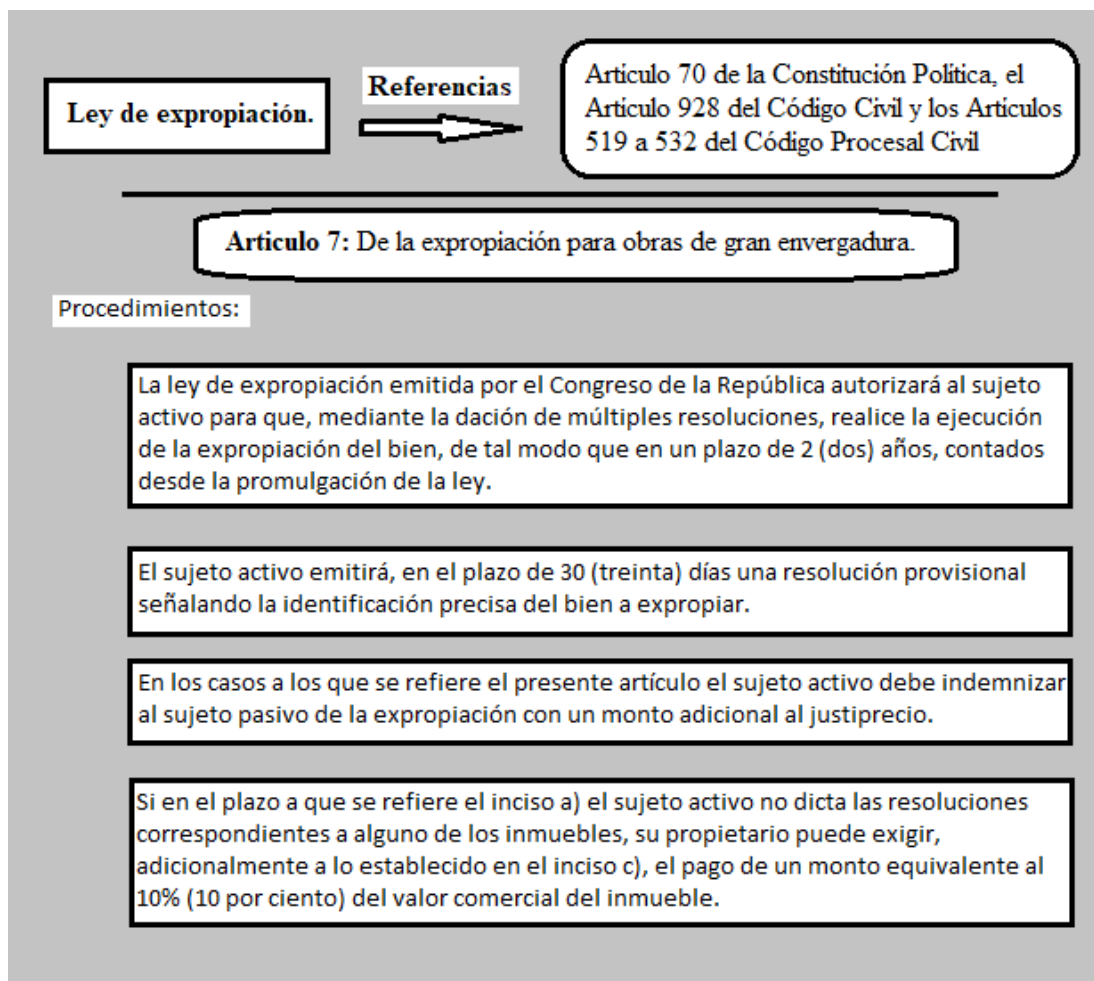 Ley de expropiación.
Referencias
Artículo 70 de la Constitución Política, el
Artículo 928 del Código Civil y los Artículos
519 a 532 del Código Procesal Civil
Articulo 7: De la expropiación para obras de gran envergadura.
Procedimientos:
La ley de expropiación emitida por el Congreso de la República autorizará al sujeto
activo para que, mediante la dación de múltiples resoluciones, realice la ejecución
de la expropiación del bien, de tal modo que en un plazo de 2 (dos) años, contados
desde la promulgación de la ley.
El sujeto activo emitirá, en el plazo de 30 (treinta) días una resolución provisional
señalando la identificación precisa del bien a expropiar.
En los casos a los que se refiere el presente artículo el sujeto activo debe indemnizar
al sujeto pasivo de la expropiación con un monto adicional al justiprecio.
Si en el plazo a que se refiere el inciso a) el sujeto activo no dicta las resoluciones
correspondientes a alguno de los inmuebles, su propietario puede exigir,
adicionalmente a lo establecido en el inciso c), el pago de un monto equivalente al
10% (10 por ciento) del valor comercial del inmueble.